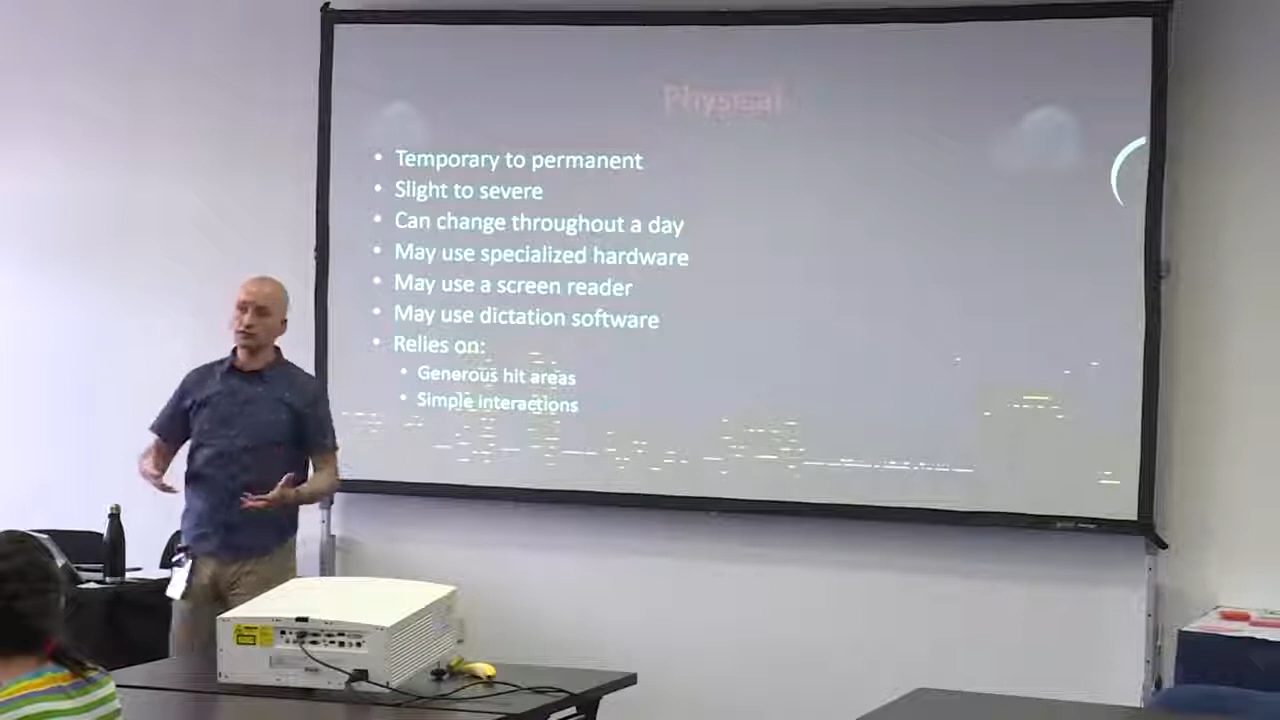 Physical
• Temporary to permanent
• Slight to severe
• Can change throughout a day
• May use specialized hardware
• May use a screen reader
• May use dictation software
• Relies on:
• Generous hit areas
• Simple interactions